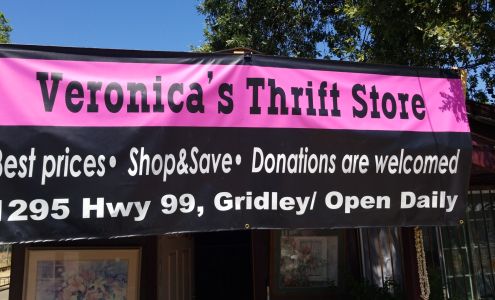 Veronica's Thrift Store
Best prices• Shop&Save• Donations are welcomed
1295 Hwy 99, Gridley/ Open Daily